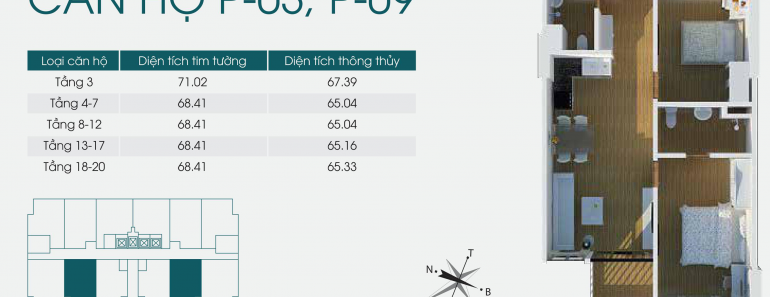 CĂN HỘ P-03, P-09
Loại căn hộ Diện tích tim tường Diện tích thông thủy
Tầng 3 71.02 67.39
Tầng 4-7 68.41 65.04
Tầng 8-12 68.41 65.04
Tầng 13-17 68.41 65.16
Tầng 18-20 68.41 65.33
T
N
B